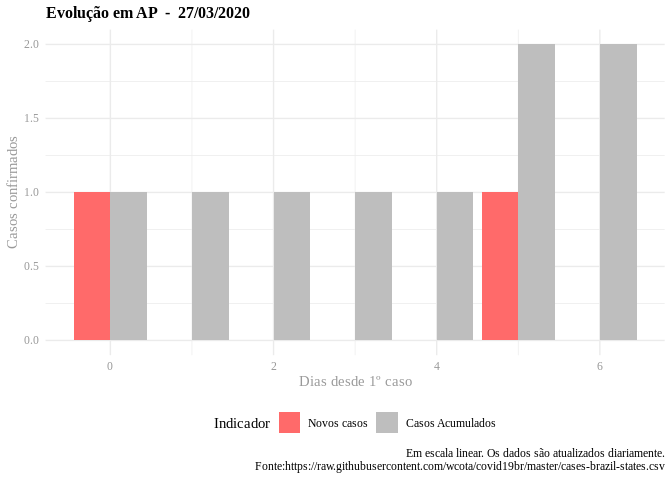 Evolução em AP  -  27/03/2020
Casos confirmados
2.0
1.5
1.0
0.5
0.0
0 2 4 6
Dias desde 1º caso
Indicador Novos casos Casos Acumulados
Em escala linear. Os dados são atualizados diariamente.
Fonte:https://raw.githubusercontent.com/wcota/covid19br/master/cases-brazil-states.csv